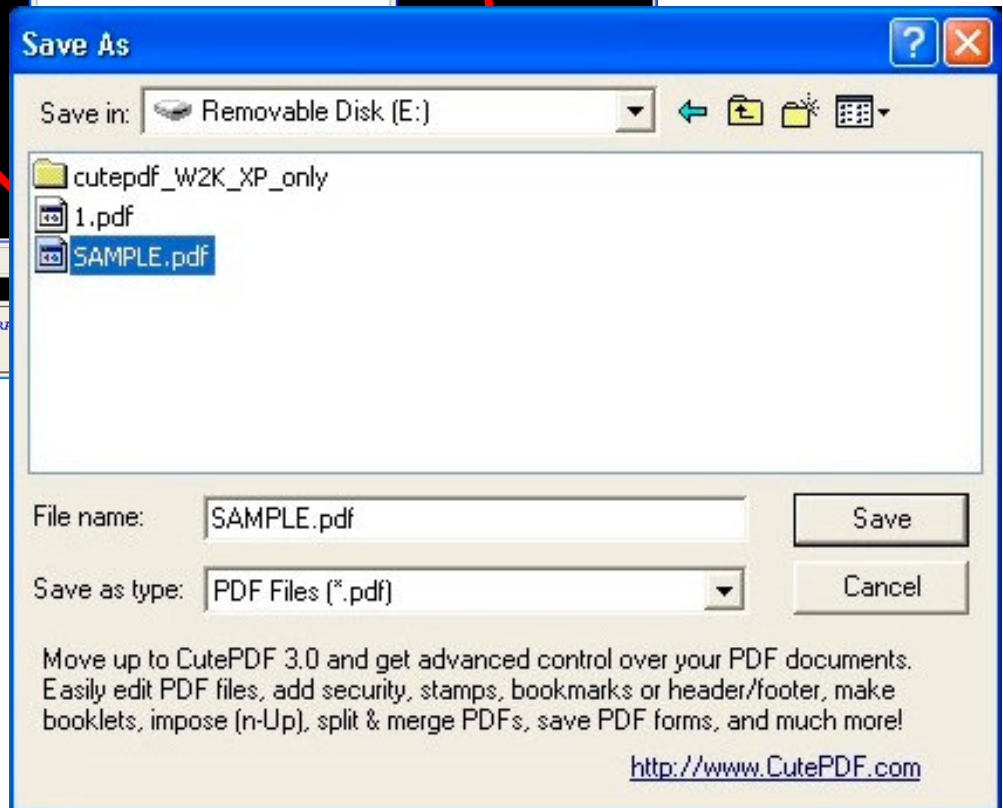 Save As
Save in: Removable Disk (E:)
cutepdf_W2K_XP_only
1.pdf
SAMPLE.pdf
File name: SAMPLE.pdf Save
Save as type: PDF Files (*.pdf) Cancel
Move up to CutePDF 3.0 and get advanced control over your PDF documents.
Easily edit PDF files, add security, stamps, bookmarks or header/footer, make
booklets, impose (n-Up), split & merge PDFs, save PDF forms, and much more!
http://www.CutePDF.com